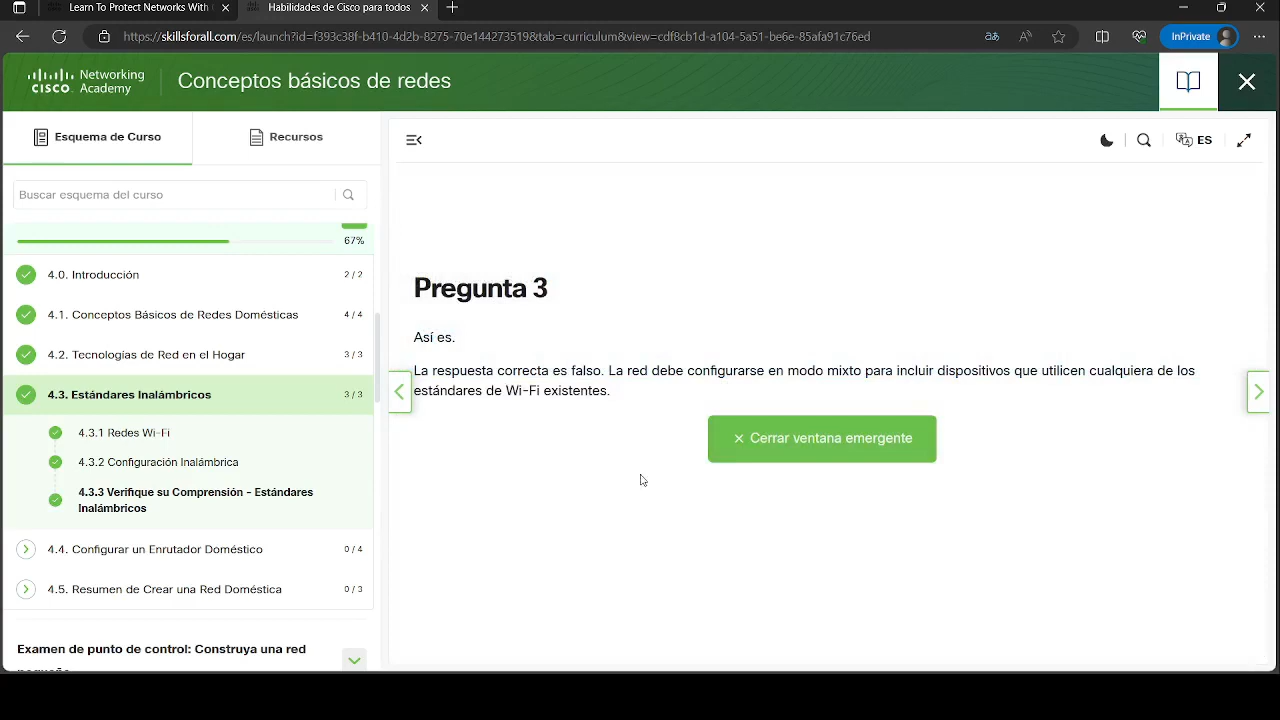 Learn To Protect Networks With
Habilidades de Cisco para todos
https://skillsforall.com/es/launch?id=f393c38f-b410-4d2b-8275-70e144273519&tab=curriculum&view=cdf8cb1d-a104-5a51-be6e-85afa91c76ed
InPrivate
Networking
CISCO Academy
Conceptos básicos de redes
Esquema de Curso
Recursos
ES
Buscar esquema del curso
67%
4.0. Introducción 2 / 2
4.1. Conceptos Básicos de Redes Domésticas 4 / 4
4.2. Tecnologías de Red en el Hogar 3 / 3
4.3. Estándares Inalámbricos 3 / 3
4.3.1 Redes Wi-Fi
4.3.2 Configuración Inalámbrica
4.3.3 Verifique su Comprensión - Estándares
Inalámbricos
4.4. Configurar un Enrutador Doméstico 0 / 4
4.5. Resumen de Crear una Red Doméstica 0 / 3
Examen de punto de control: Construya una red
Pregunta 3
Así es.
La respuesta correcta es falso. La red debe configurarse en modo mixto para incluir dispositivos que utilicen cualquiera de los
estándares de Wi-Fi existentes.
Cerrar ventana emergente